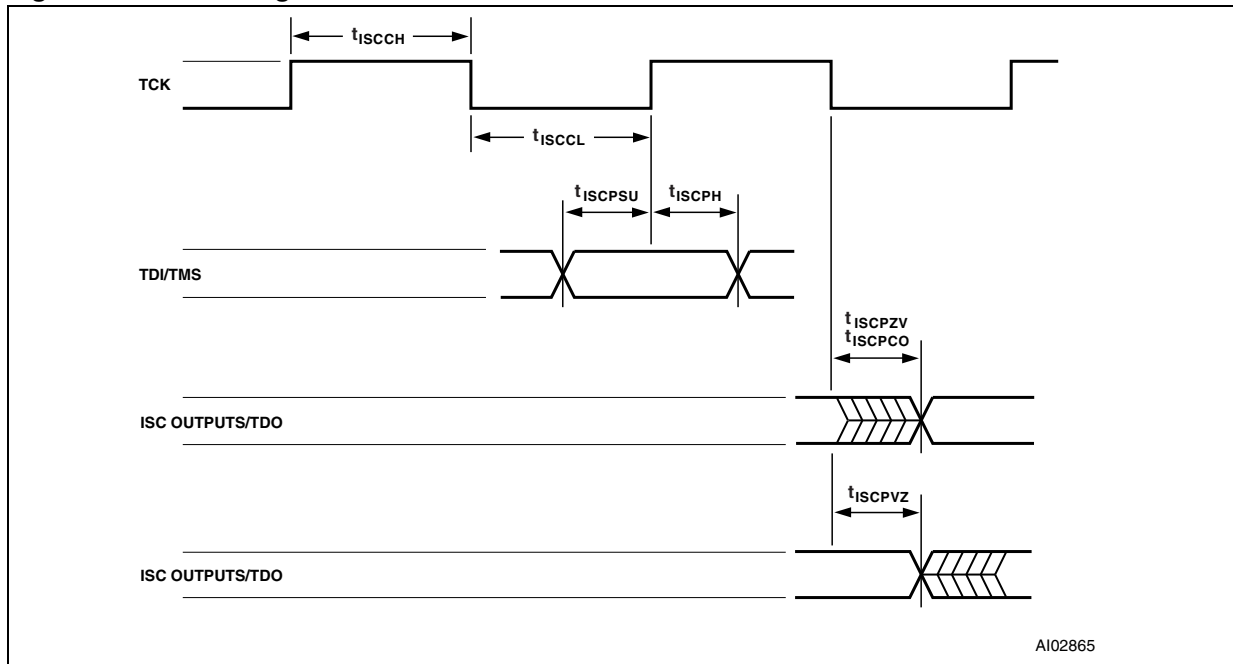 tISCCH
TCK
tISCCL
tISCPSU
tISCPH
TDI/TMS
tISCPZV
tISCPCO
ISC OUTPUTS/TDO
tISCPVZ
ISC OUTPUTS/TDO
AI02865